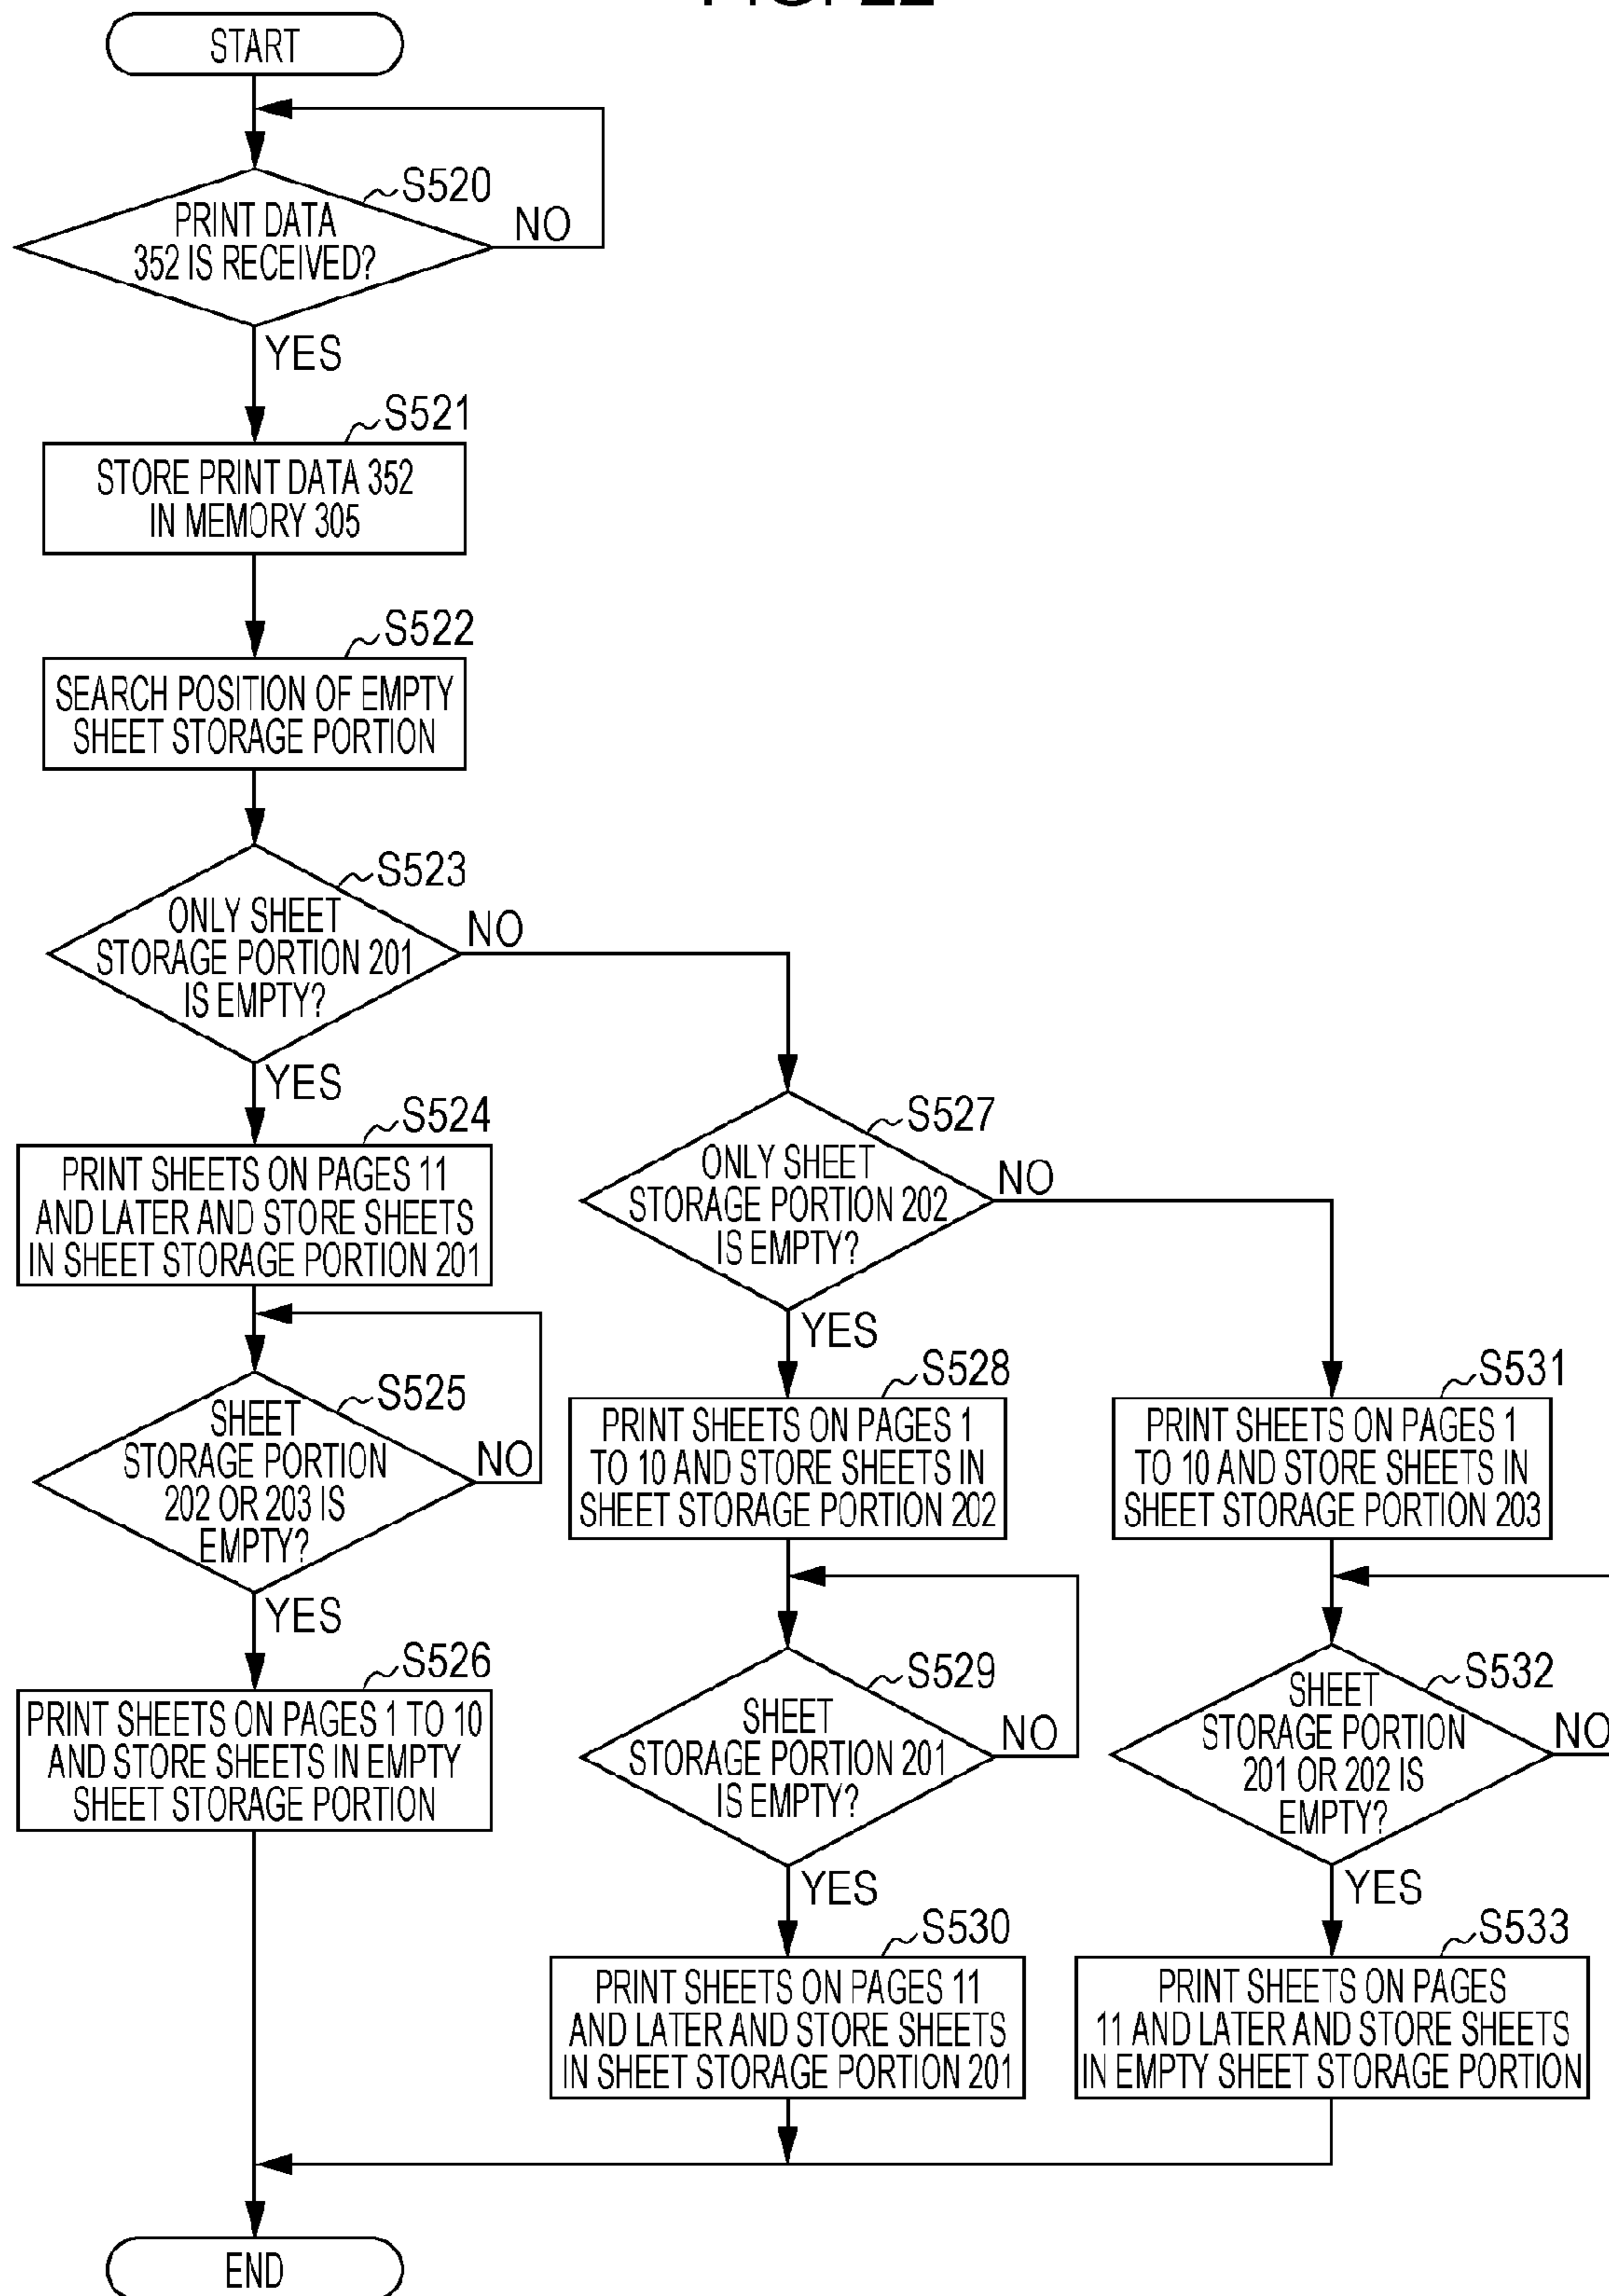 START
S520
PRINT DATA
352 IS RECEIVED?
NO
YES
S521
STORE PRINT DATA 352
IN MEMORY 305
S522
SEARCH POSITION OF EMPTY
SHEET STORAGE PORTION
S523
ONLY SHEET
STORAGE PORTION 201
IS EMPTY?
NO
YES
S524
PRINT SHEETS ON PAGES 11
AND LATER AND STORE SHEETS
IN SHEET STORAGE PORTION 201
S525
SHEET
STORAGE PORTION
202 OR 203 IS
EMPTY?
NO
YES
S526
PRINT SHEETS ON PAGES 1 TO 10
AND STORE SHEETS IN EMPTY
SHEET STORAGE PORTION
S527
ONLY SHEET
STORAGE PORTION 202
IS EMPTY?
NO
YES
S528
PRINT SHEETS ON PAGES 1
TO 10 AND STORE SHEETS IN
SHEET STORAGE PORTION 202
S529
SHEET
STORAGE PORTION 201
IS EMPTY?
NO
YES
S530
PRINT SHEETS ON PAGES 11
AND LATER AND STORE SHEETS
IN SHEET STORAGE PORTION 201
S531
PRINT SHEETS ON PAGES 1
TO 10 AND STORE SHEETS IN
SHEET STORAGE PORTION 203
S532
SHEET
STORAGE PORTION
201 OR 202 IS
EMPTY?
NO
YES
S533
PRINT SHEETS ON PAGES
11 AND LATER AND STORE SHEETS
IN EMPTY SHEET STORAGE PORTION
END